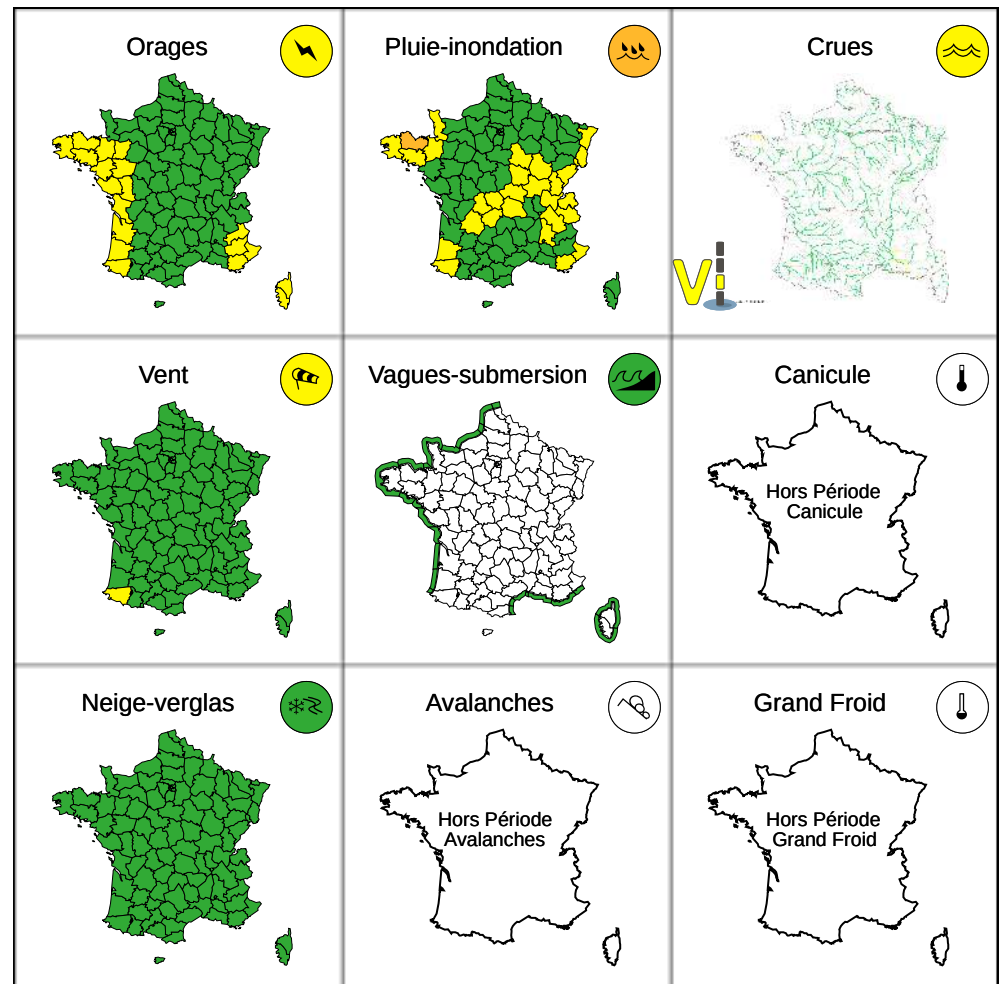 Orages
Pluie-inondation
Crues
Vi
Vent
Vagues-submersion
Canicule
Hors Période
Canicule
Neige-verglas
Avalanches
Grand Froid
Hors Période
Avalanches
Hors Période
Grand Froid